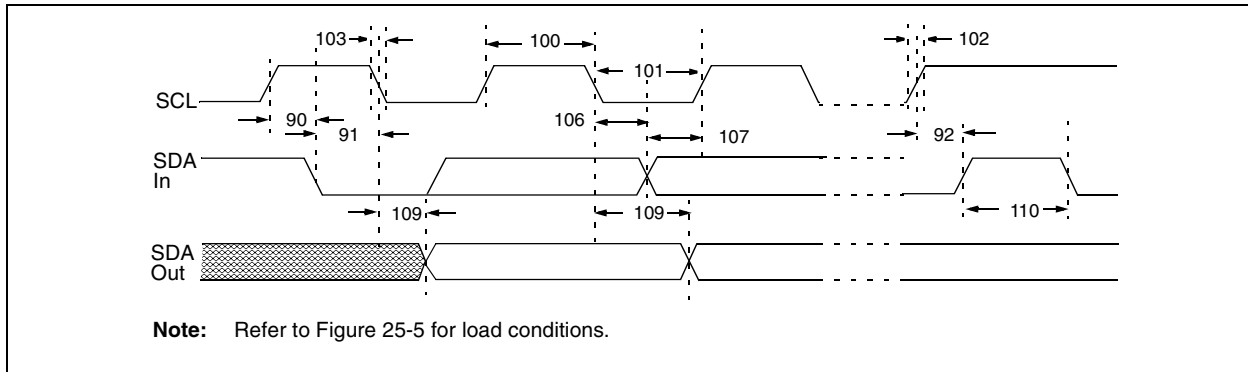 103
100
101
102
SCL
90
91
106
107
92
SDA
In
109
109
110
SDA
Out
Note: Refer to Figure 25-5 for load conditions.